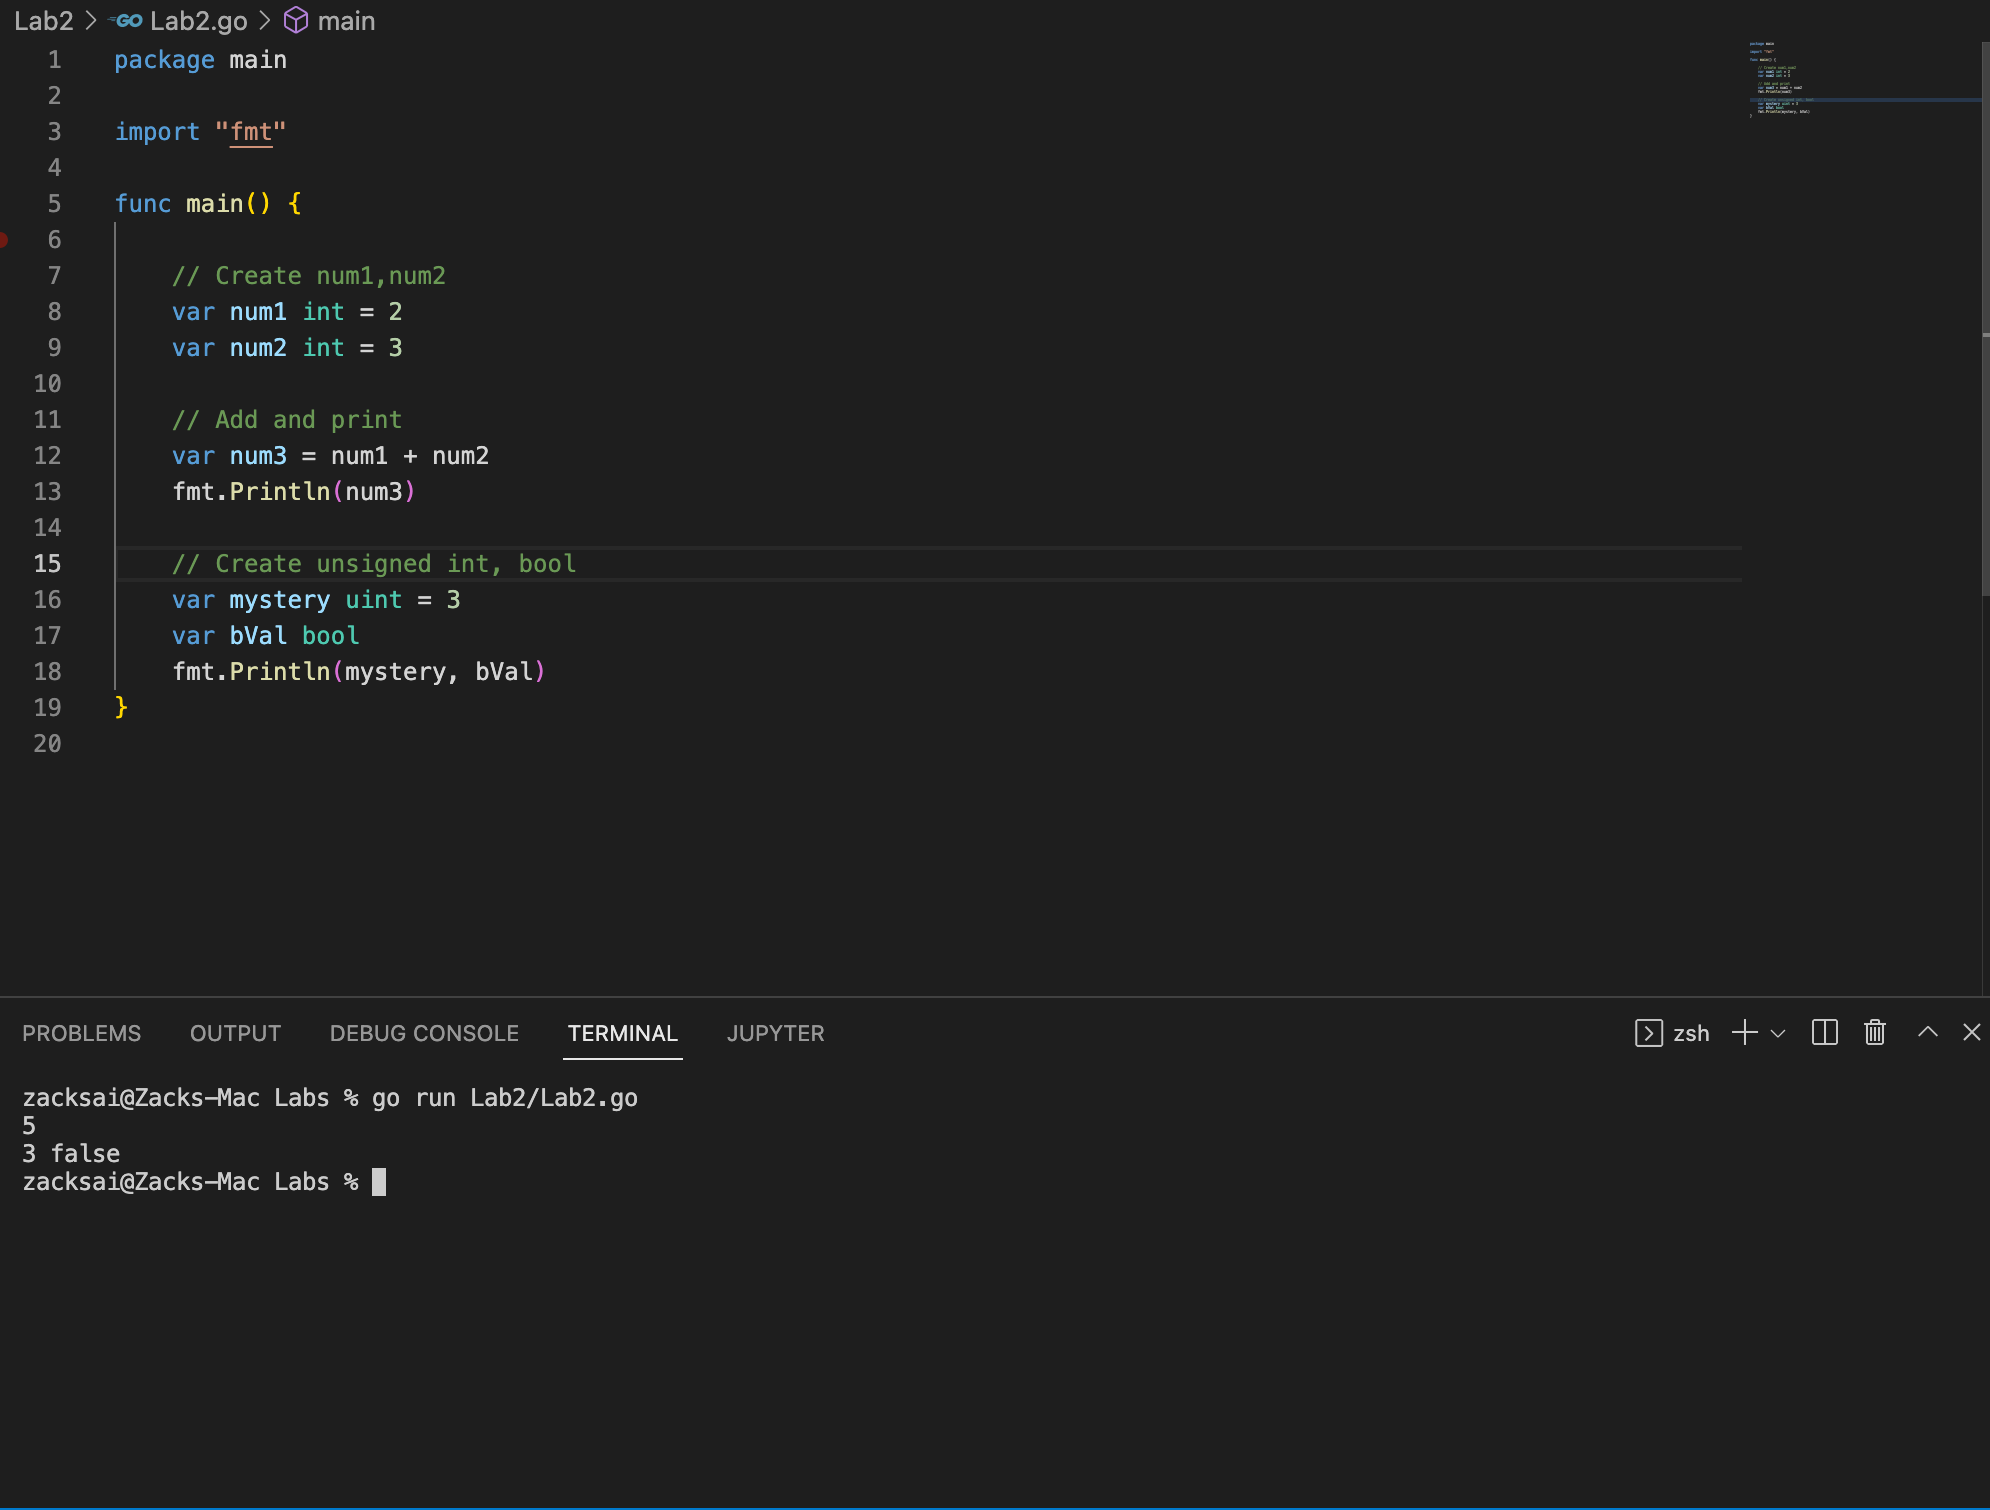 Lab2 > GO Lab2.go > main
1 package main
2
3 import "fmt"
4
5 func main() {
6
7 // Create num1,num2
8 var num1 int = 2
9 var num2 int = 3
10
11 // Add and print
12 var num3 = num1 + num2
13 fmt.Println(num3)
14
15 // Create unsigned int, bool
16 var mystery uint = 3
17 var bVal bool
18 fmt.Println(mystery, bVal)
19 }
20
PROBLEMS OUTPUT DEBUG CONSOLE TERMINAL JUPYTER zsh
zacksai@Zacks-Mac Labs % go run Lab2/Lab2.go
5
3 false
zacksai@Zacks-Mac Labs %